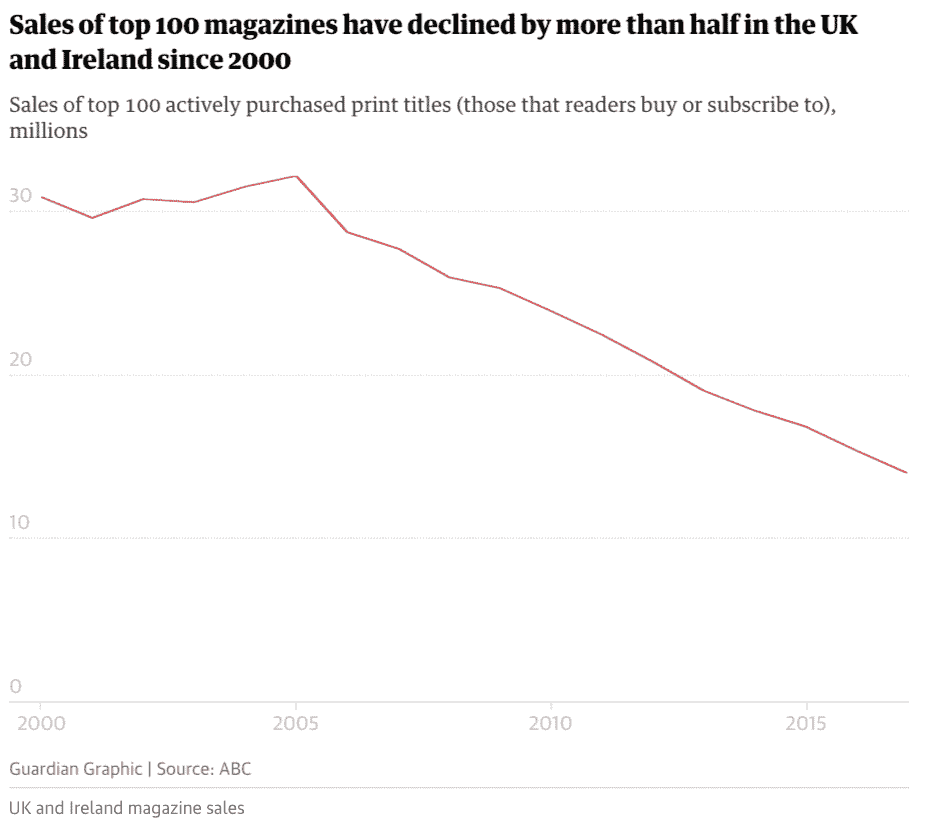 Sales of top 100 magazines have declined by more than half in the UK
and Ireland since 2000
Sales of top 100 actively purchased print titles (those that readers buy or subscribe to),
millions
30
20
10
0
2000 2005 2010 2015
Guardian Graphic | Source: ABC
UK and Ireland magazine sales